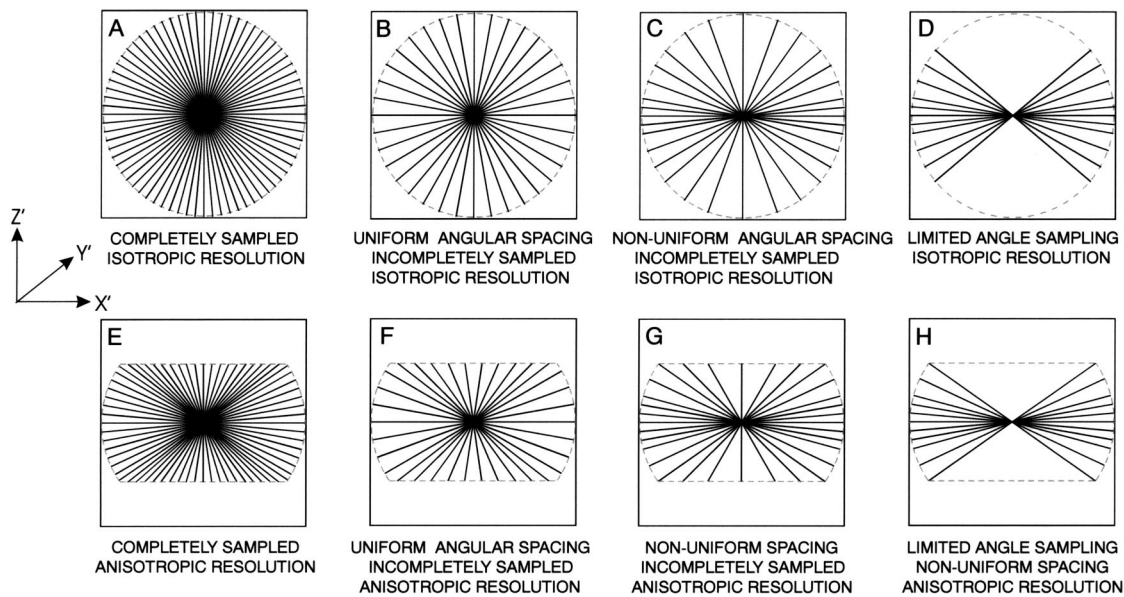 A
B
C
D
COMPLETELY SAMPLED
ISOTROPIC RESOLUTION
UNIFORM ANGULAR SPACING
INCOMPLETELY SAMPLED
ISOTROPIC RESOLUTION
NON-UNIFORM ANGULAR SPACING
INCOMPLETELY SAMPLED
ISOTROPIC RESOLUTION
LIMITED ANGLE SAMPLING
ISOTROPIC RESOLUTION
Z'
Y'
X'
E
F
G
H
COMPLETELY SAMPLED
ANISOTROPIC RESOLUTION
UNIFORM ANGULAR SPACING
INCOMPLETELY SAMPLED
ANISOTROPIC RESOLUTION
NON-UNIFORM SPACING
INCOMPLETELY SAMPLED
ANISOTROPIC RESOLUTION
LIMITED ANGLE SAMPLING
NON-UNIFORM SPACING
ANISOTROPIC RESOLUTION